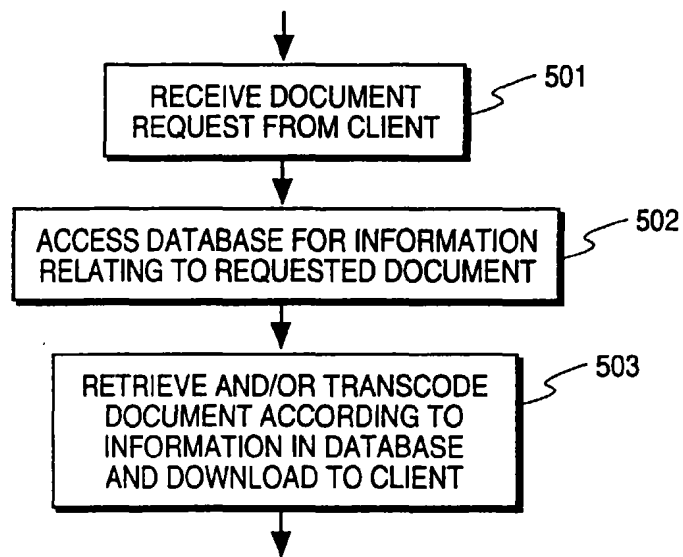 RECEIVE DOCUMENT
REQUEST FROM CLIENT
501
ACCESS DATABASE FOR INFORMATION
RELATING TO REQUESTED DOCUMENT
502
RETRIEVE AND/OR TRANSCODE
DOCUMENT ACCORDING TO
INFORMATION IN DATABASE
AND DOWNLOAD TO CLIENT
503